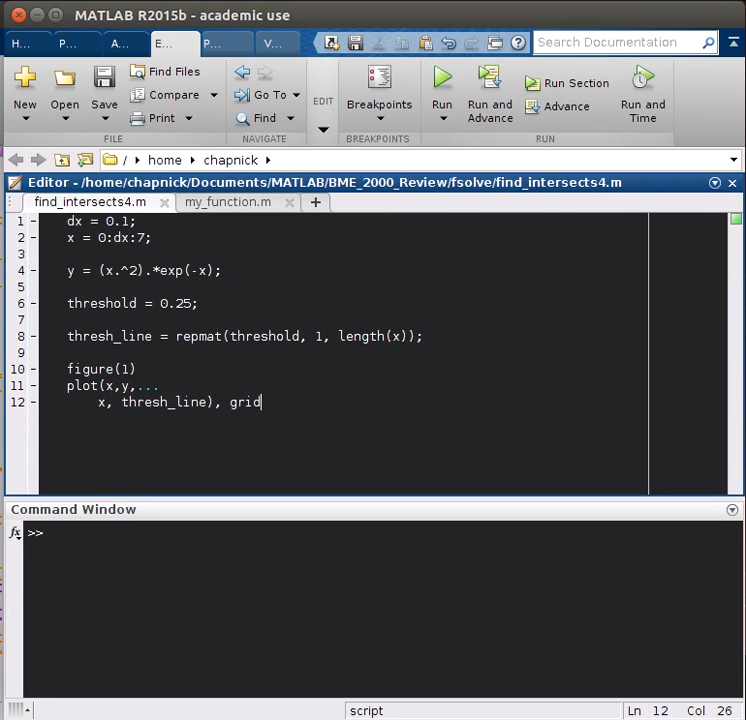 MATLAB R2015b - academic use
H... P... A... E... P... V... Search Documentation
New Open Save Find Files Compare Print Go To Find EDIT Breakpoints Run Run and Advance Run Section Advance Run and Time
FILE NAVIGATE BREAKPOINTS RUN
/ home chapnick
Editor - /home/chapnick/Documents/MATLAB/BME_2000_Review/fsolve/find_intersects4.m
find_intersects4.m my_function.m
1 - dx = 0.1;
2 - x = 0:dx:7;
3
4 - y = (x.^2).*exp(-x);
5
6 - threshold = 0.25;
7
8 - thresh_line = repmat(threshold, 1, length(x));
9
10 - figure(1)
11 - plot(x,y,...
12 - x, thresh_line), grid
Command Window
fx >>
script Ln 12 Col 26